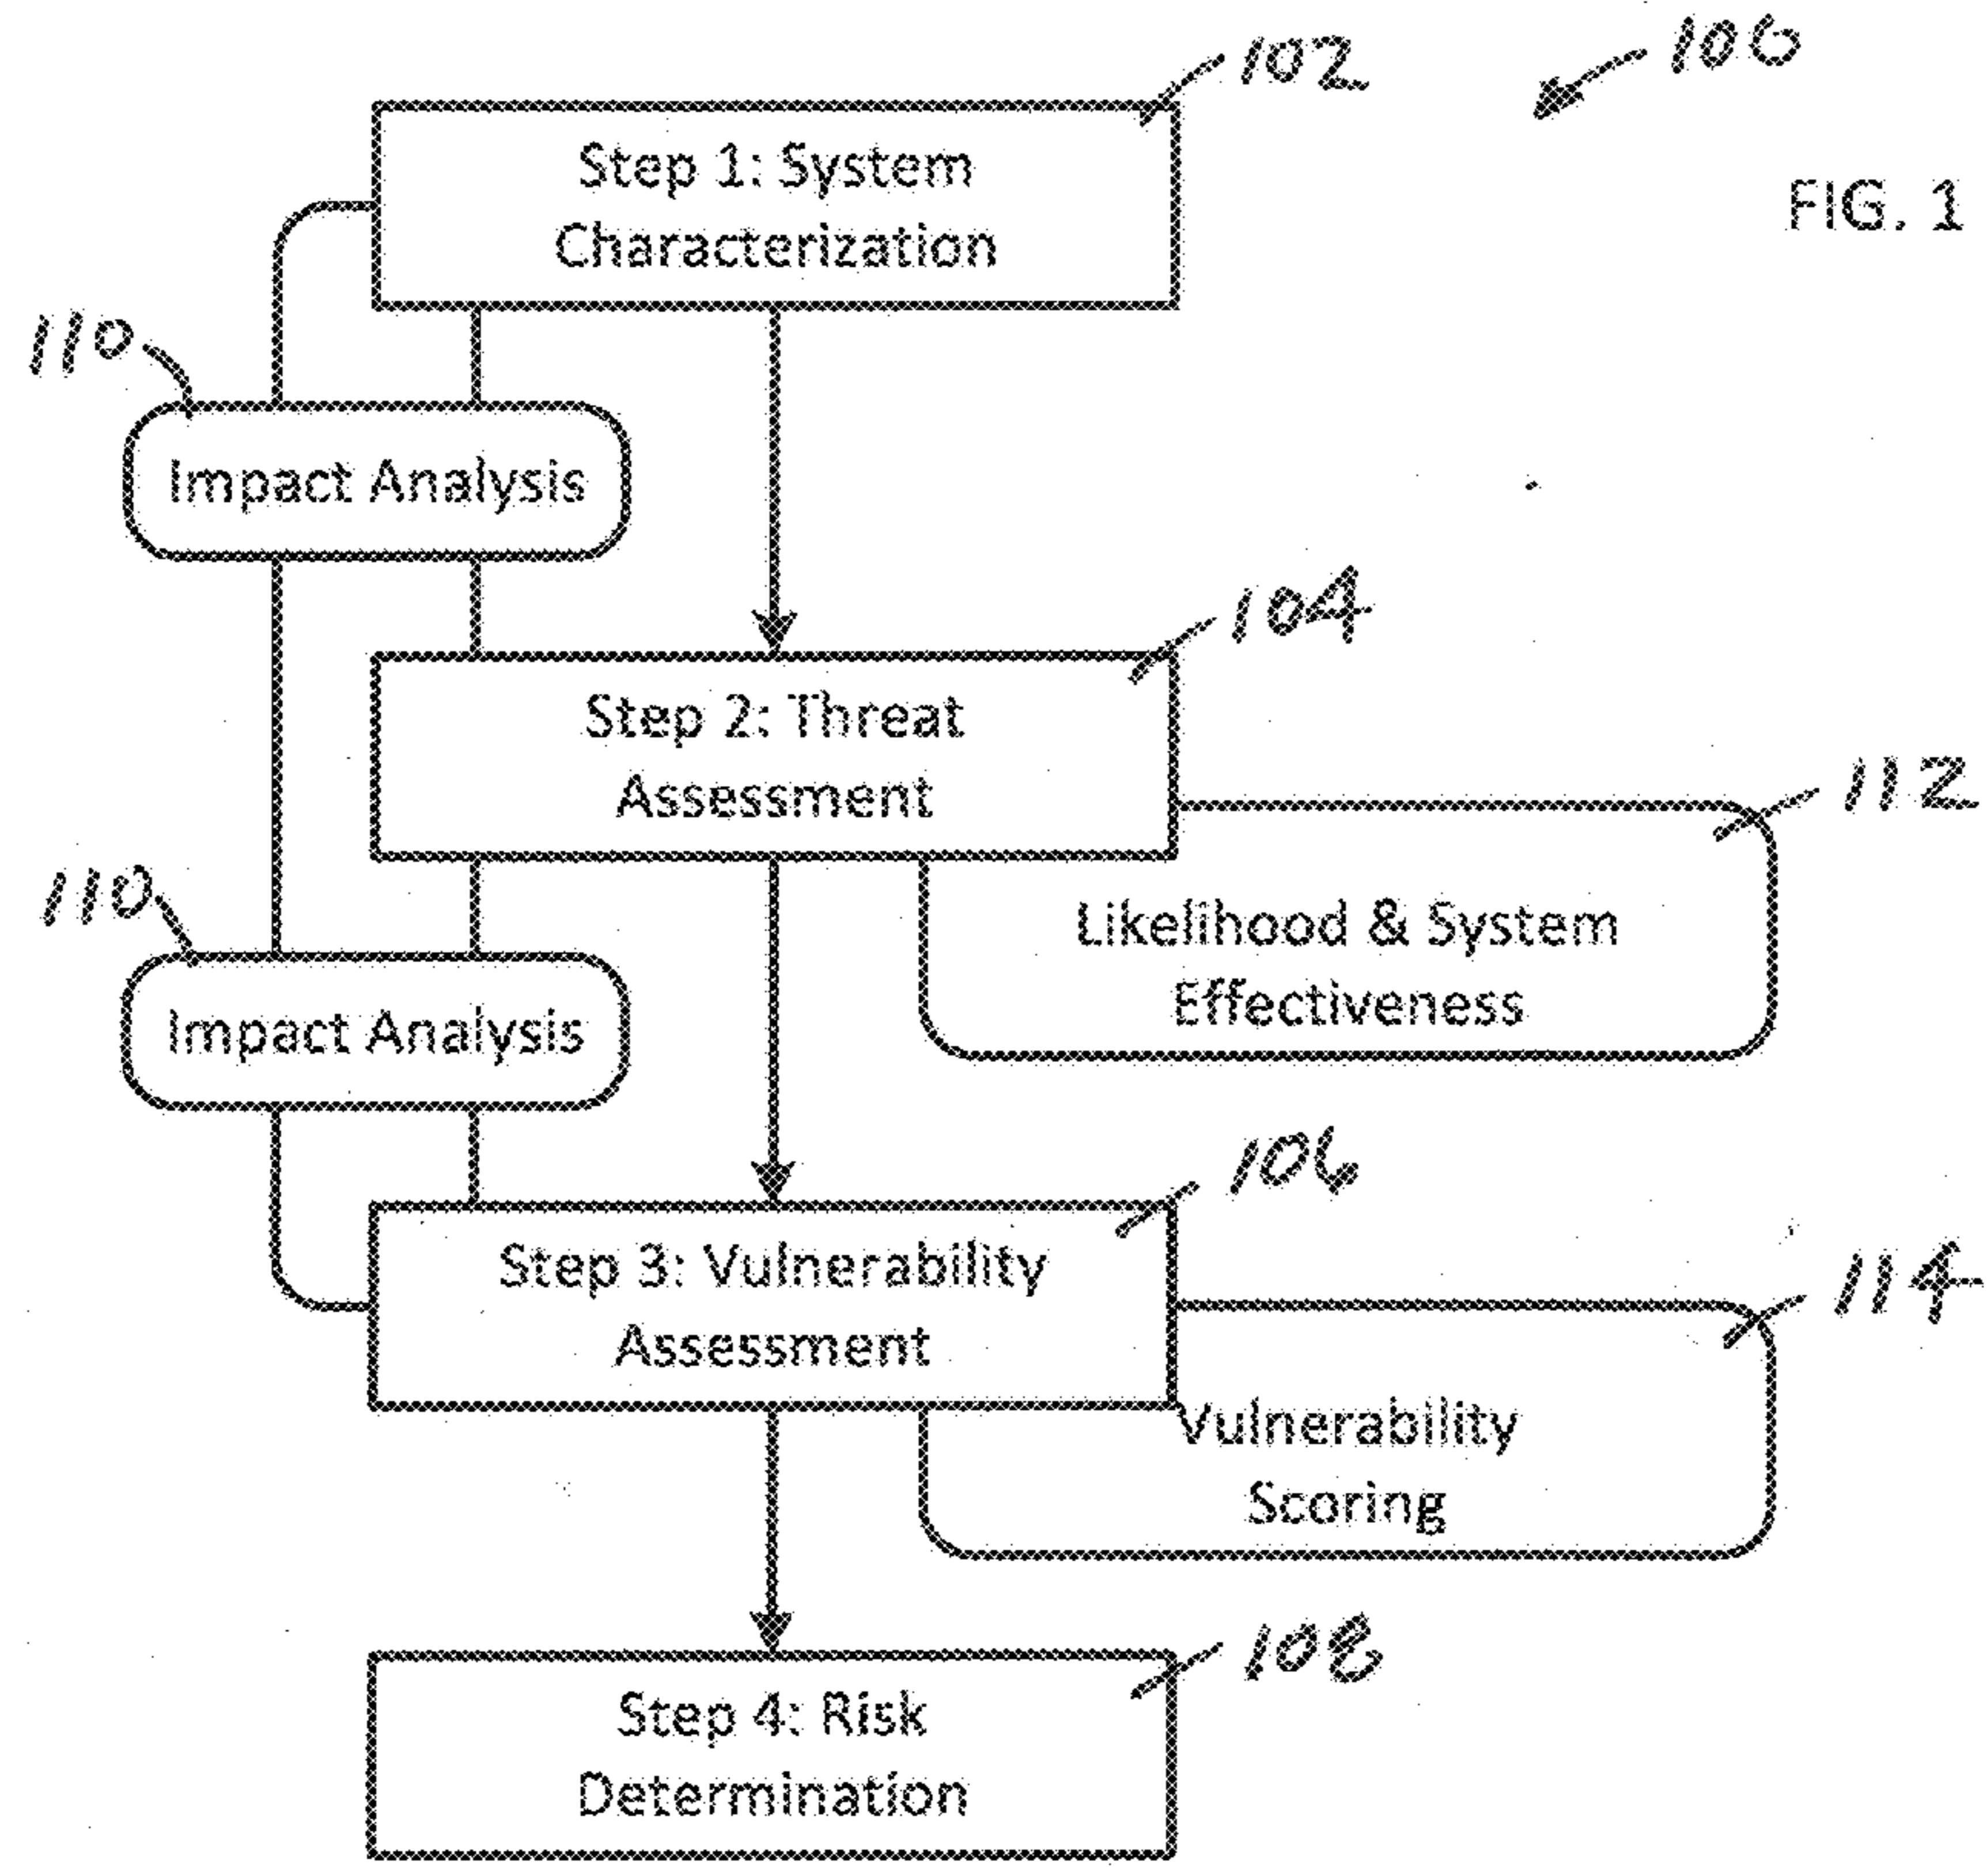 102
100
Step 1: System
Characterization
FIG. 1
110
Impact Analysis
104
Step 2: Threat
Assessment
112
110
Likelihood & System
Effectiveness
Impact Analysis
106
Step 3: Vulnerability
Assessment
114
Vulnerability
Scoring
108
Step 4: Risk
Determination